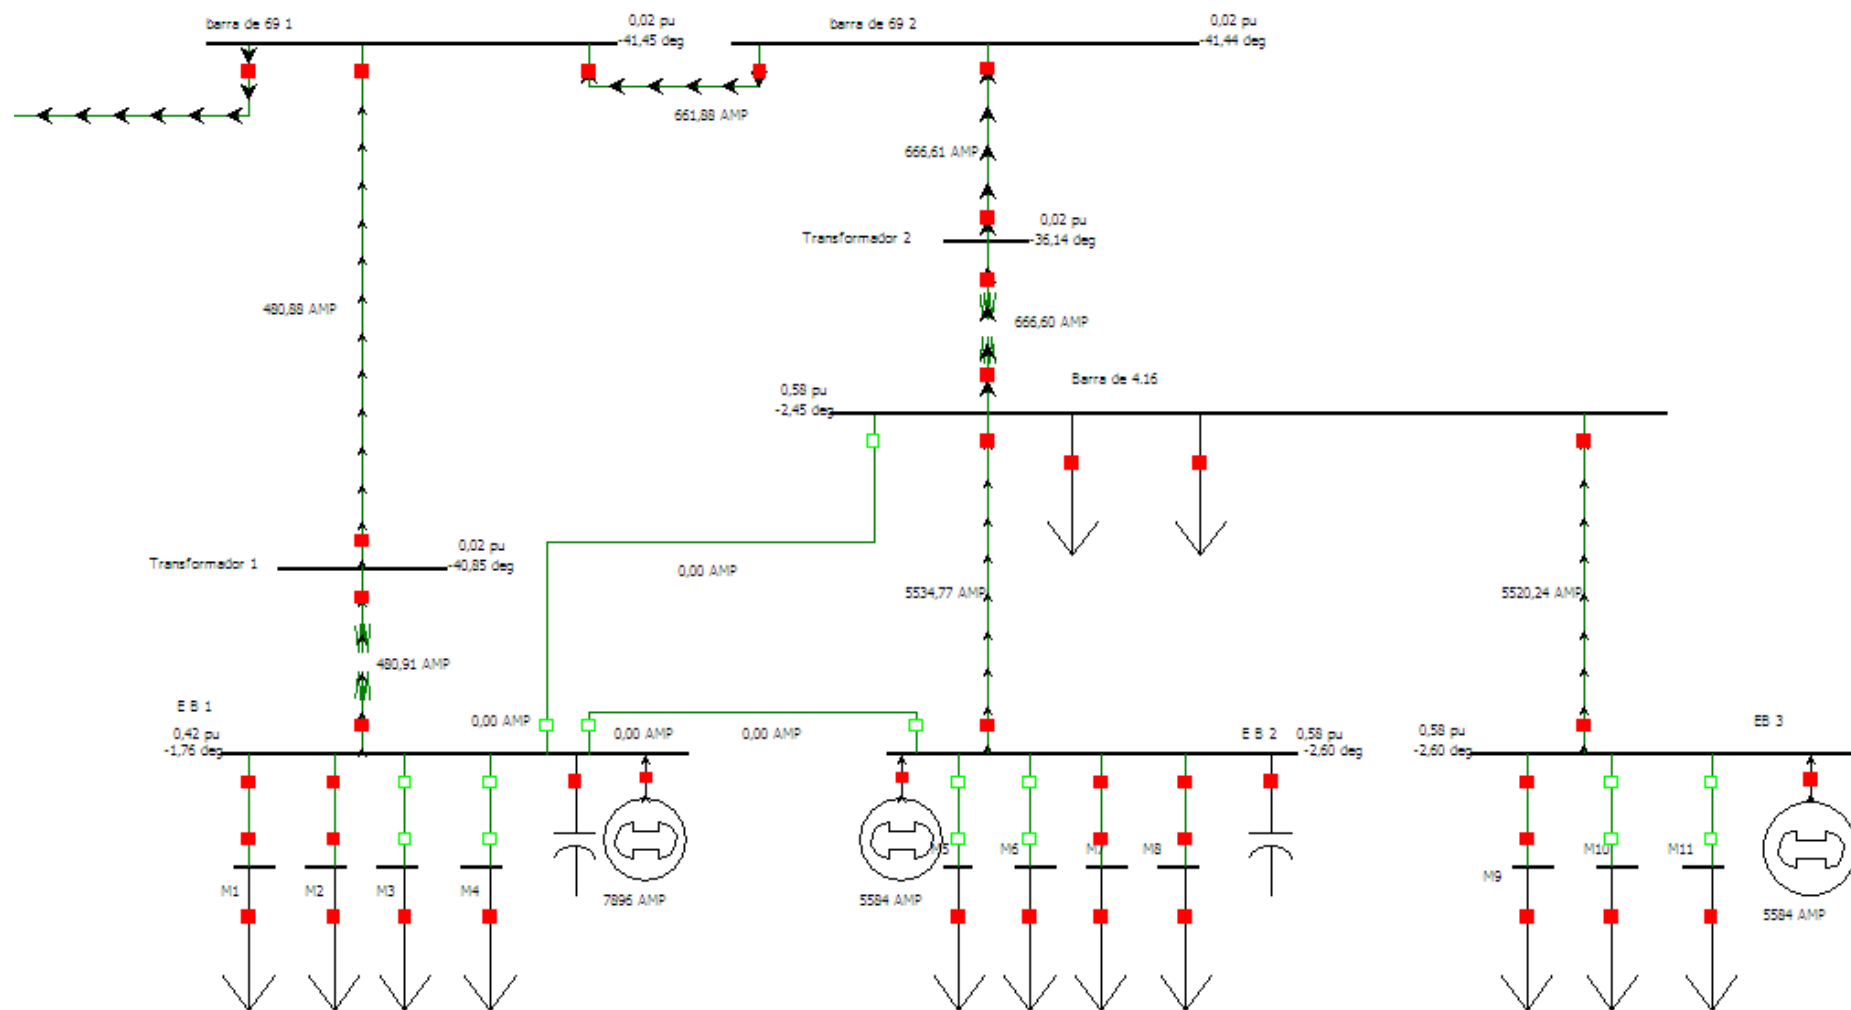 barra de 69 1
0,02 pu
-41,45 deg
barra de 69 2
0,02 pu
-41,44 deg
661,88 AMP
666,61 AMP
Transformador 2
0,02 pu
-36,14 deg
480,88 AMP
666,60 AMP
0,58 pu
-2,45 deg
Barra de 4.16
Transformador 1
0,02 pu
-40,85 deg
0,00 AMP
5534,77 AMP
5520,24 AMP
480,91 AMP
E B 1
0,42 pu
-1,76 deg
0,00 AMP
0,00 AMP
0,00 AMP
E B 2
0,58 pu
-2,60 deg
0,58 pu
-2,60 deg
EB 3
M1
M2
M3
M4
7896 AMP
M5
M6
M7
M8
5584 AMP
M9
M10
M11
5584 AMP